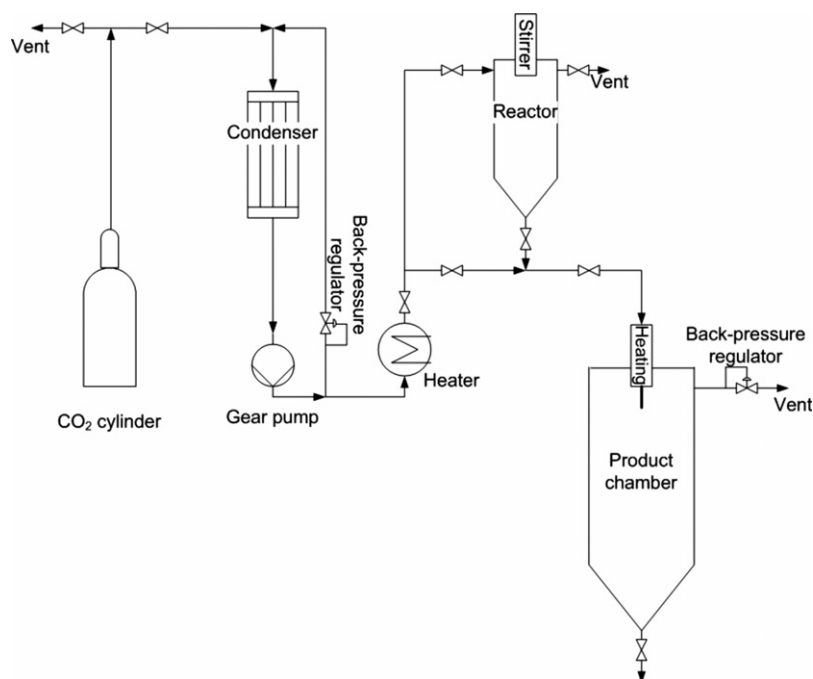 Vent
Condenser
CO₂ cylinder
Gear pump
Back-pressure
regulator
Heater
Stirrer
Reactor
Vent
Heating
Back-pressure
regulator
Vent
Product
chamber